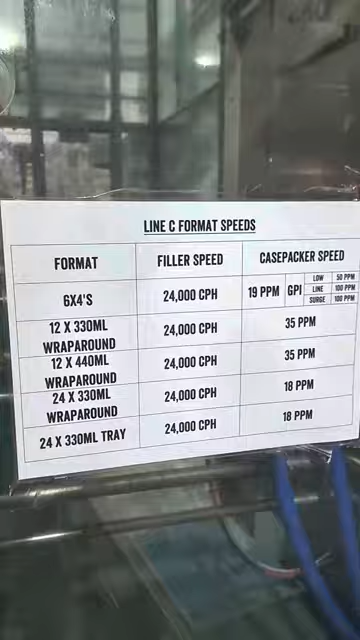 LINE C FORMAT SPEEDS
FORMAT FILLER SPEED CASEPACKER SPEED
6X4'S 24,000 CPH 19 PPM GPI LOW 50 PPM
LINE 100 PPM
SURGE 100 PPM
12 X 330ML WRAPAROUND 24,000 CPH 35 PPM
12 X 440ML WRAPAROUND 24,000 CPH 35 PPM
24 X 330ML WRAPAROUND 24,000 CPH 18 PPM
24 X 330ML TRAY 24,000 CPH 18 PPM